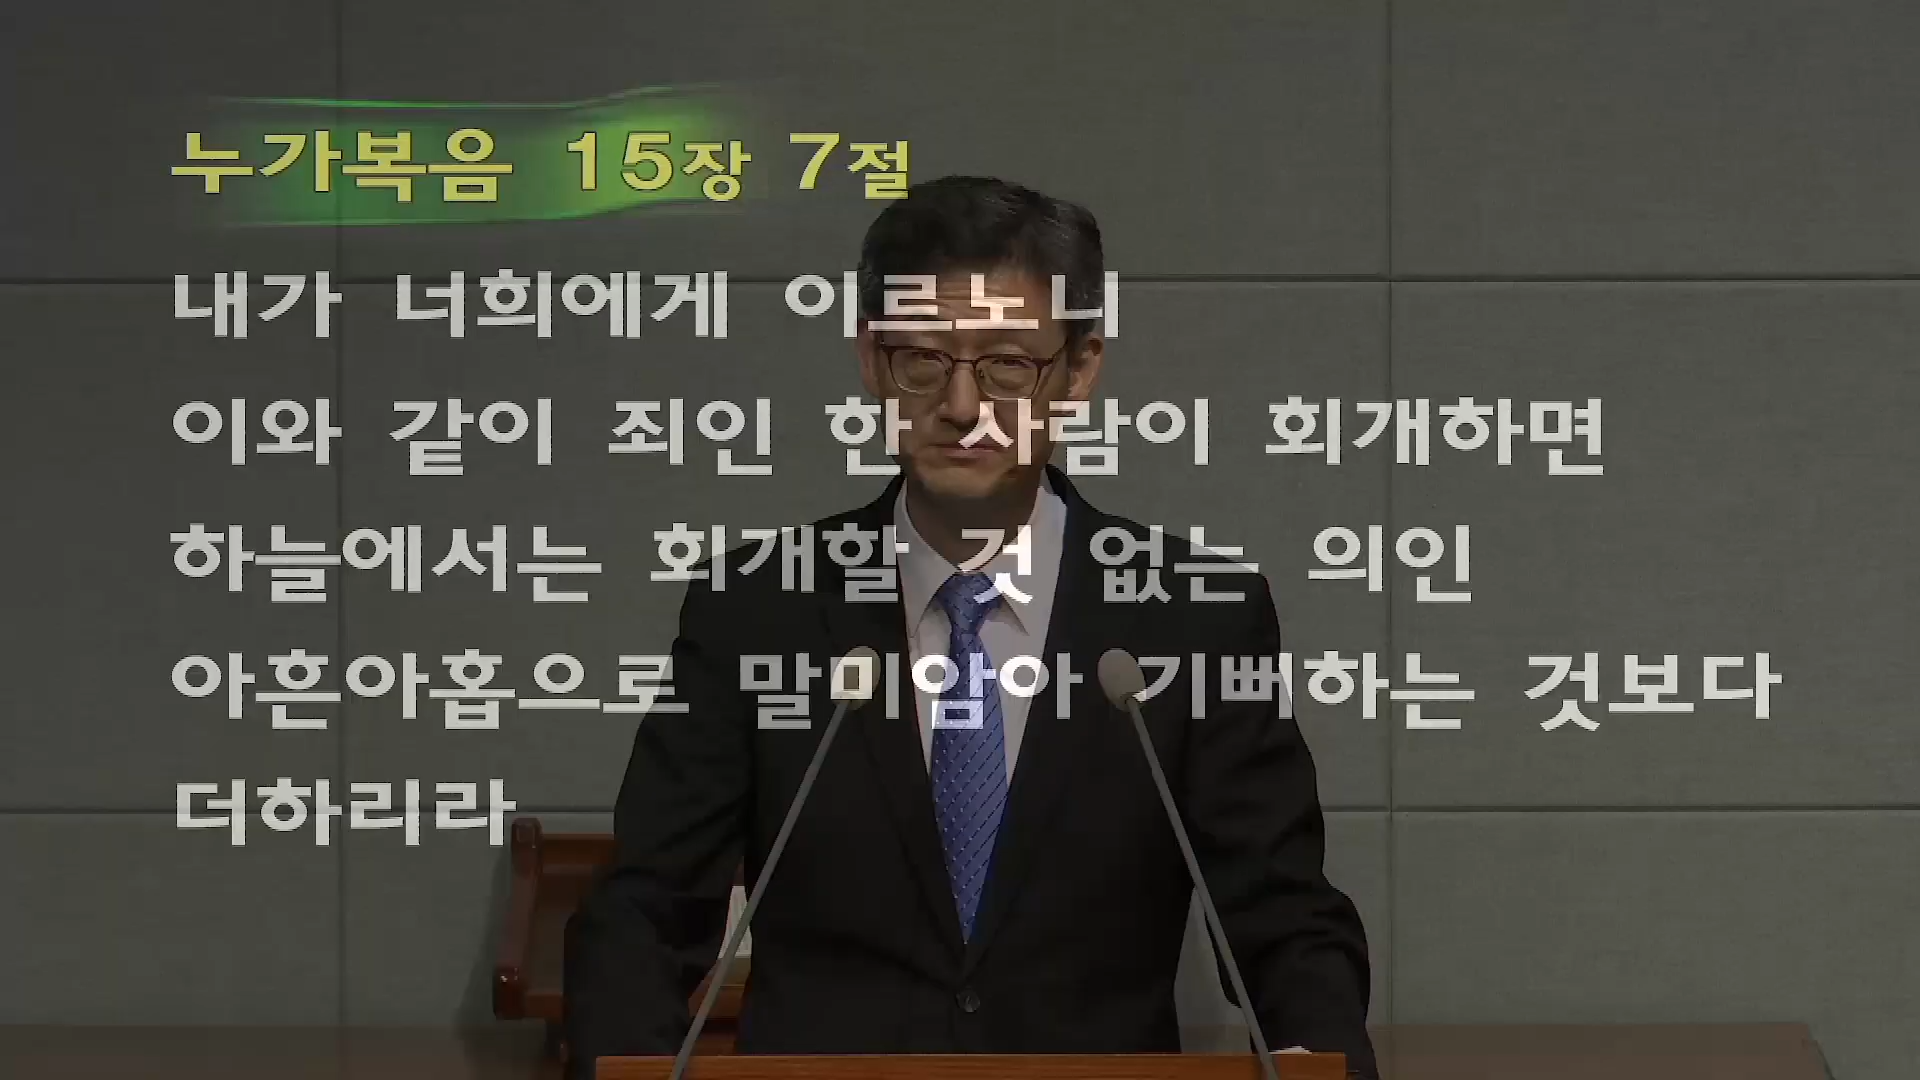 누가복음 15장 7절
내가 너희에게 이르노니
이와 같이 죄인 한 사람이 회개하면
하늘에서는 회개할 것 없는 의인
아흔아홉으로 말미암아 기뻐하는 것보다
더하리라